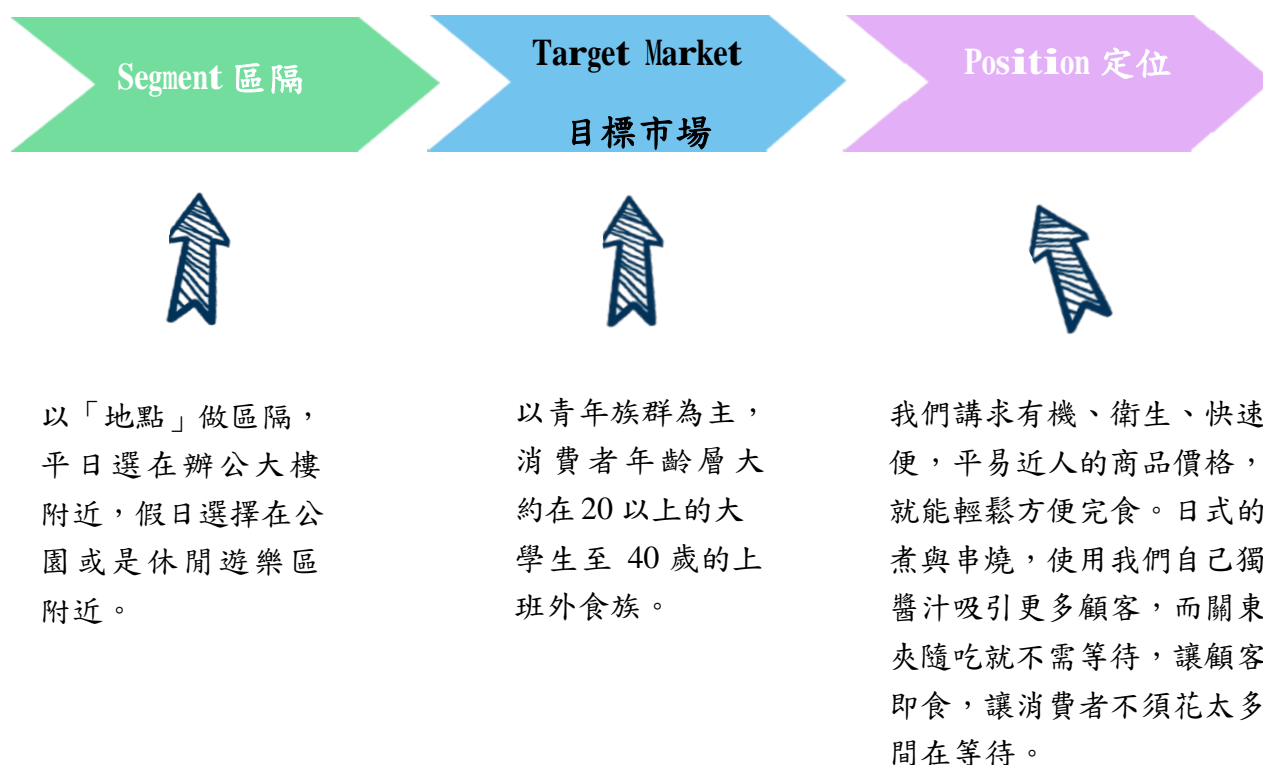 Segment 區隔
Target Market
目標市場
Position 定位
以「地點」做區隔，
平日選在辦公大樓
附近，假日選擇在公
園或是休閒遊樂區
附近。
以青年族群為主，
消費者年齡層大
約在 20 以上的大
學生至 40 歲的上
班外食族。
我們講求有機、衛生、快速
便，平易近人的商品價格，
就能輕鬆方便完食。日式的
煮與串燒，使用我們自己獨
醬汁吸引更多顧客，而關東
夾隨吃就不需等待，讓顧客
即食，讓消費者不須花太多
間在等待。